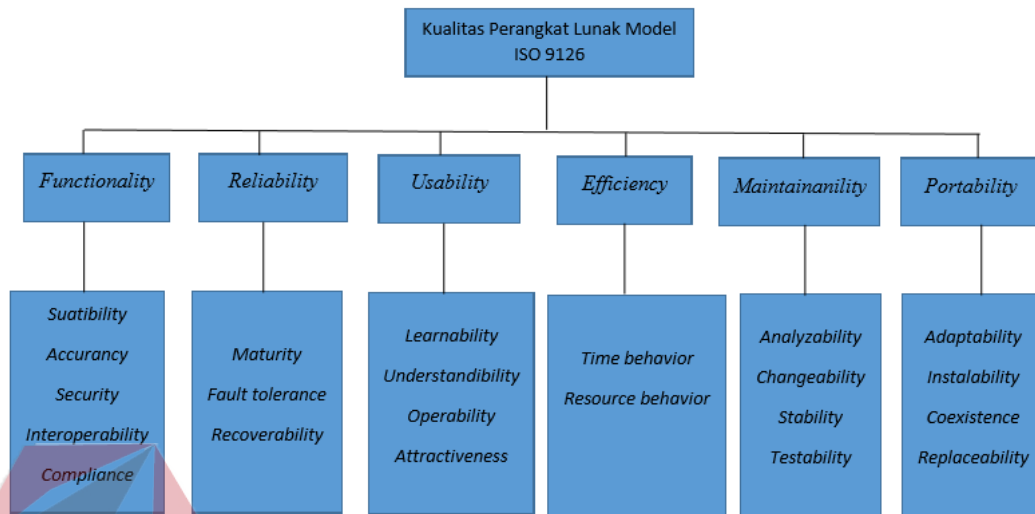 Kualitas Perangkat Lunak Model
ISO 9126
Functionality
Reliability
Usability
Efficiency
Maintainanility
Portability
Suatibility
Accurancy
Security
Interoperability
Compliance
Maturity
Fault tolerance
Recoverability
Learnability
Understandibility
Operability
Attractiveness
Time behavior
Resource behavior
Analyzability
Changeability
Stability
Testability
Adaptability
Instalability
Coexistence
Replaceability